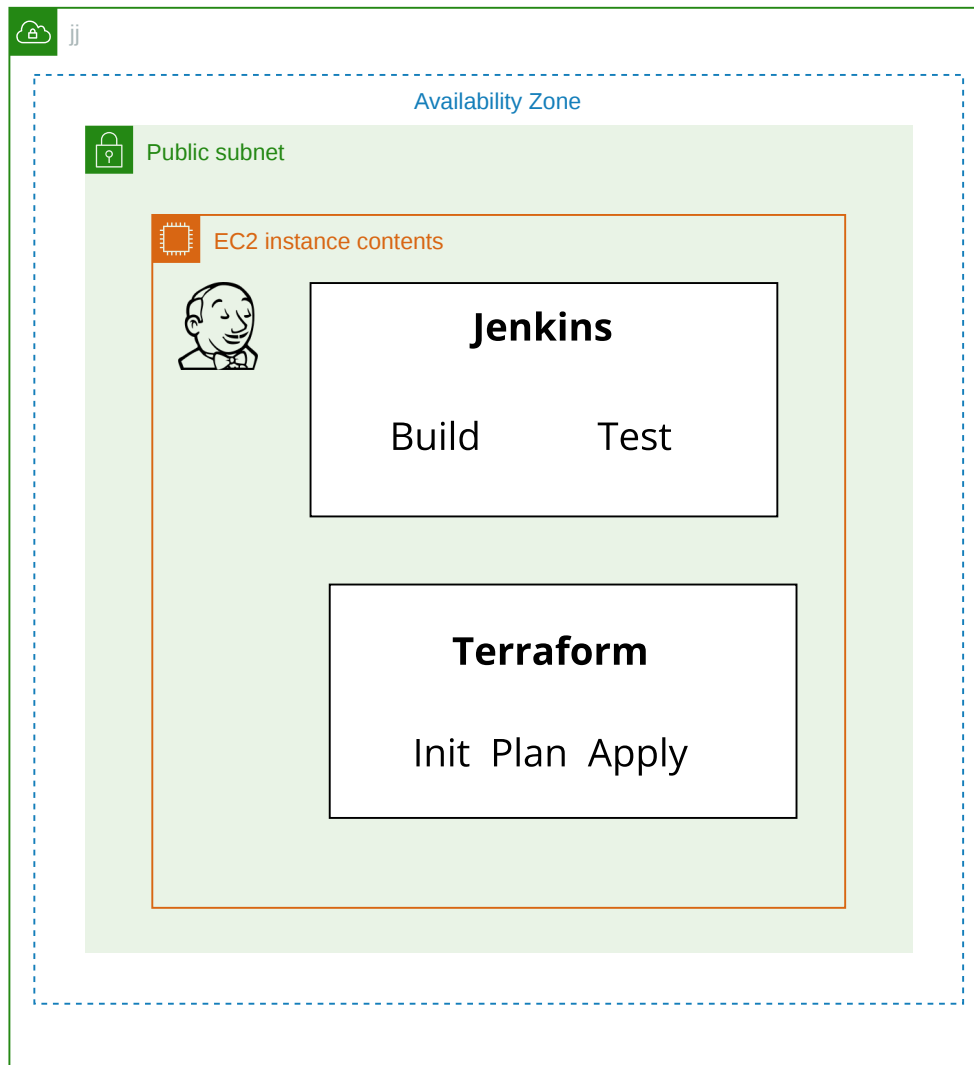 jj
Availability Zone
Public subnet
EC2 instance contents
Jenkins
Build Test
Terraform
Init Plan Apply